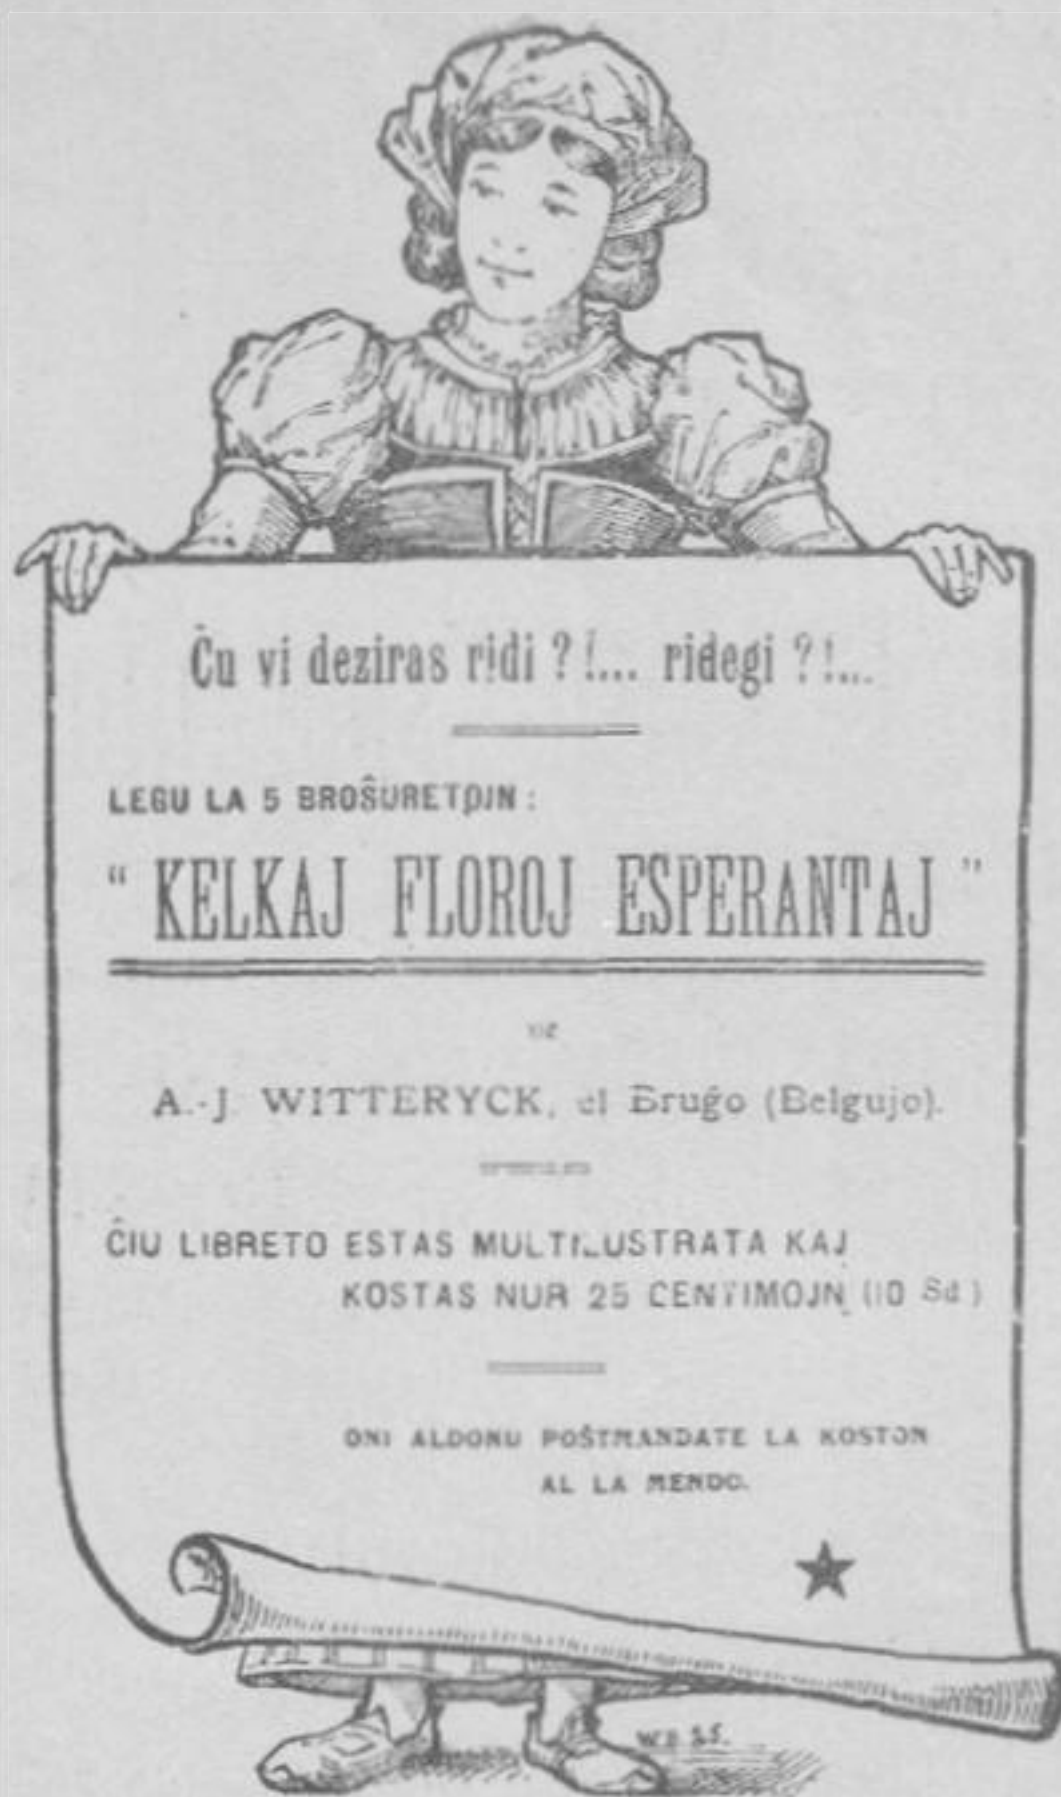 Ĉu vi deziras ridi ?!.... ridegi ?!...
LEGU LA 5 BROŜURETOJN :
“ KELKAJ FLOROJ ESPERANTAJ ”
DE
A.-J. WITTERYCK, el Bruĝo (Belgujo).
ĈIU LIBRETO ESTAS MULTILUSTRATA KAJ
KOSTAS NUR 25 CENTIMOJN (10 Sd.)
ONI ALDONU POŜTMANDATE LA KOSTON
AL LA MENDO.